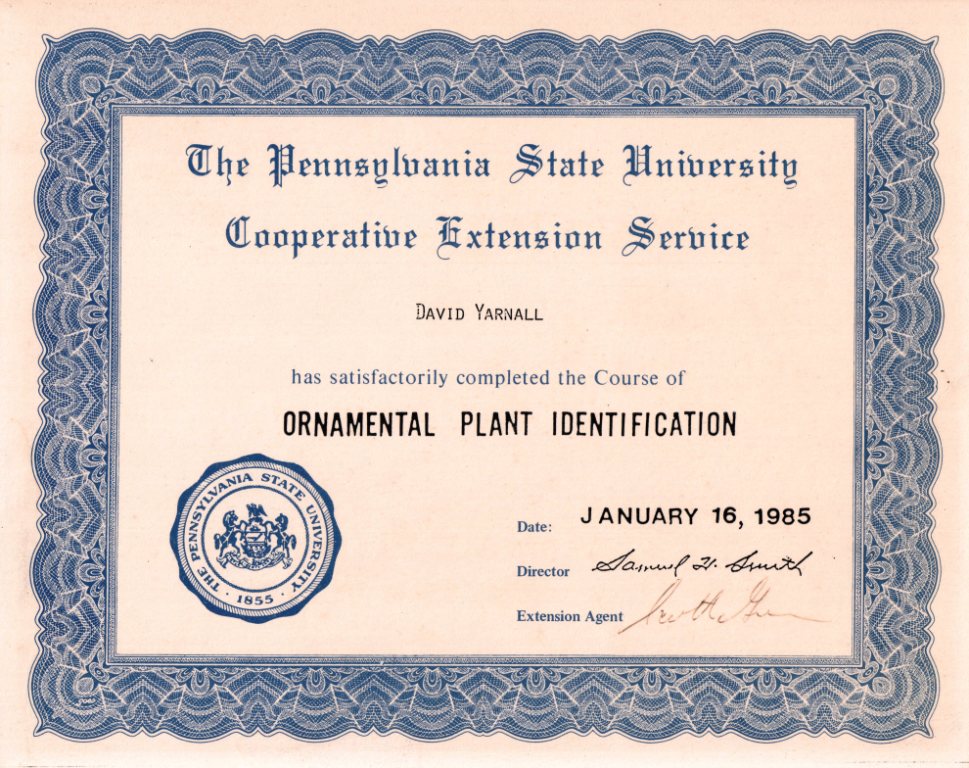 The Pennsylvania State University
Cooperative Extension Service
DAVID YARNALL
has satisfactorily completed the Course of
ORNAMENTAL PLANT IDENTIFICATION
THE PENNSYLVANIA STATE UNIVERSITY
· 1855 ·
Date: JANUARY 16, 1985
Director Samuel H. Smith
Extension Agent